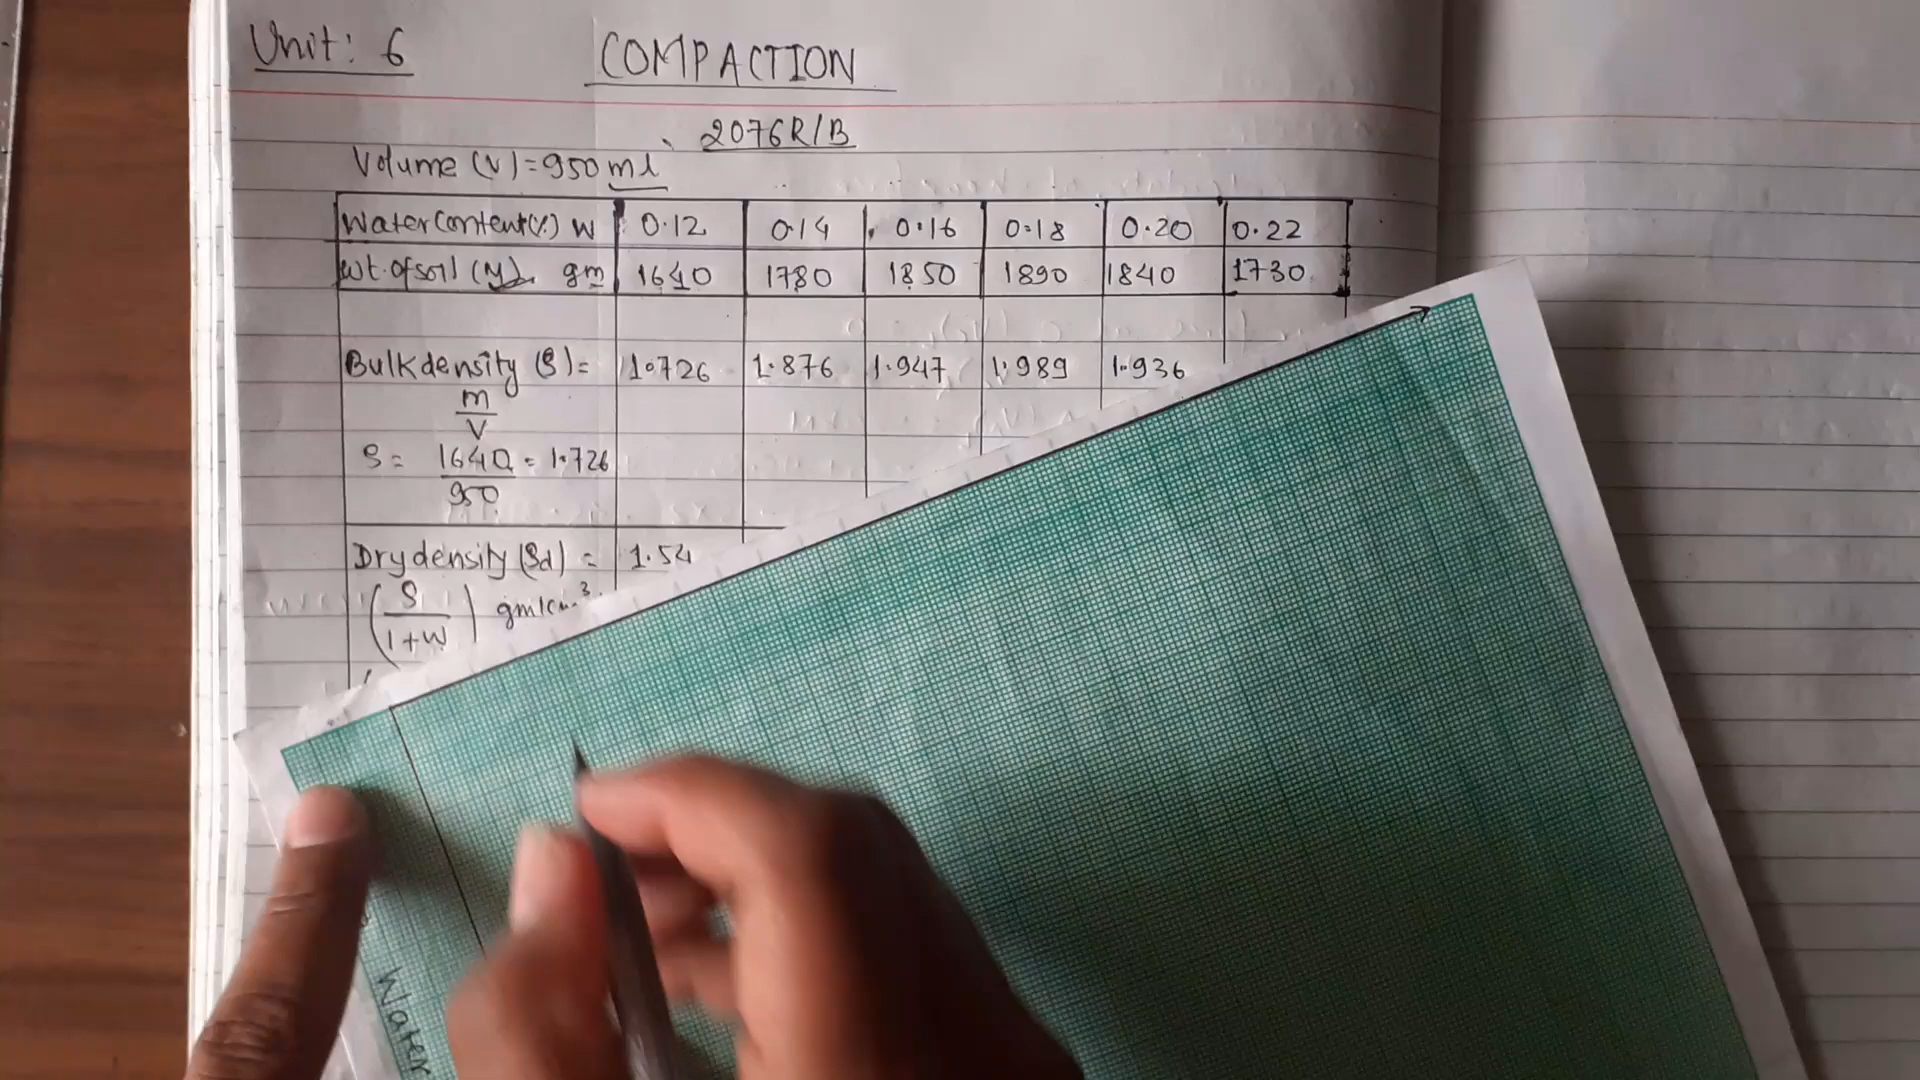 Unit: 6 COMPACTION
2076R/B
Volume (V) = 950 ml
Water Content (%) W 0.12 0.14 0.16 0.18 0.20 0.22
Wt. of soil (M) gm 1640 1780 1850 1890 1840 1730
Bulk density (ρ) = 1.726 1.876 1.947 1.989 1.936
m
V
ρ = 1640 = 1.726
950
Dry density (ρd) = 1.54
(ρ) gm/cm³
1+W
Water